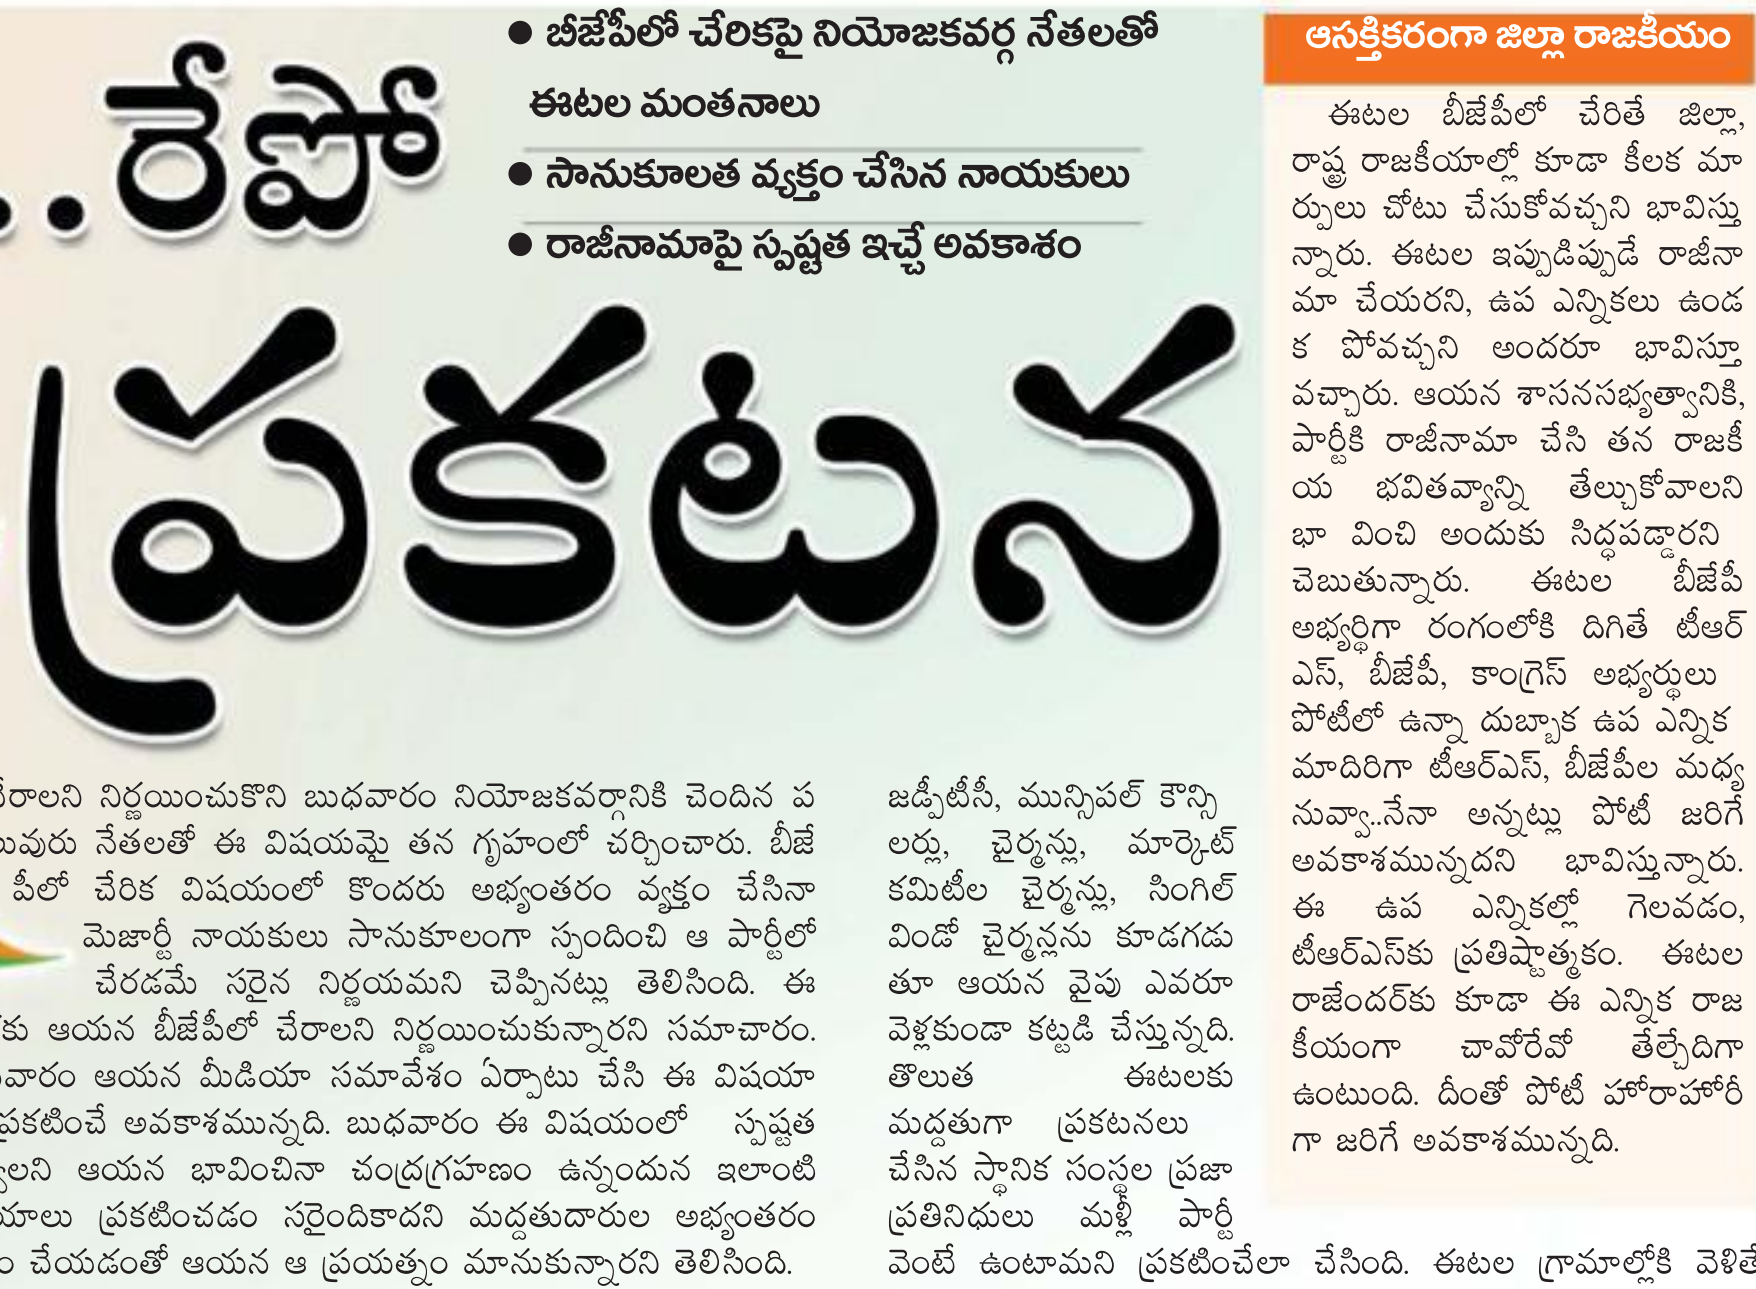 ..రేపో
ప్రకటన
● బీజేపీలో చేరికపై నియోజకవర్గ నేతలతో
ఈటల మంతనాలు
● సానుకూలత వ్యక్తం చేసిన నాయకులు
● రాజీనామాపై స్పష్టత ఇచ్చే అవకాశం
నిర్ణయించుకొని బుధవారం నియోజకవర్గానికి చెందిన ప
నేతలతో ఈ విషయమై తన గృహంలో చర్చించారు. బీజే
పీలో చేరిక విషయంలో కొందరు అభ్యంతరం వ్యక్తం చేసినా
మెజార్టీ నాయకులు సానుకూలంగా స్పందించి ఆ పార్టీలో
చేరడమే సరైన నిర్ణయమని చెప్పినట్లు తెలిసింది. ఈ
ఆయన బీజేపీలో చేరాలని నిర్ణయించుకున్నారని సమాచారం.
ఆయన మీడియా సమావేశం ఏర్పాటు చేసి ఈ విషయా
ప్రకటించే అవకాశమున్నది. బుధవారం ఈ విషయంలో స్పష్టత
ఆయన భావించినా చంద్రగ్రహణం ఉన్నందున ఇలాంటి
ప్రకటించడం సరైందికాదని మద్దతుదారుల అభ్యంతరం
చేయడంతో ఆయన ఆ ప్రయత్నం మానుకున్నారని తెలిసింది.
జడ్పీటీసీ, మున్సిపల్ కౌన్సి
లర్లు, చైర్మన్లు, మార్కెట్
కమిటీల చైర్మన్లు, సింగిల్
విండో చైర్మన్లను కూడగడు
తూ ఆయన వైపు ఎవరూ
వెళ్లకుండా కట్టడి చేస్తున్నది.
తొలుత ఈటలకు
మద్దతుగా ప్రకటనలు
చేసిన స్థానిక సంస్థల ప్రజా
ప్రతినిధులు మళ్లీ పార్టీ
వెంటే ఉంటామని ప్రకటించేలా చేసింది. ఈటల గ్రామాల్లోకి వెళితే
ఆసక్తికరంగా జిల్లా రాజకీయం
ఈటల బీజేపీలో చేరితే జిల్లా,
రాష్ట్ర రాజకీయాల్లో కూడా కీలక మా
ర్పులు చోటు చేసుకోవచ్చని భావిస్తు
న్నారు. ఈటల ఇప్పుడిప్పుడే రాజీనా
మా చేయరని, ఉప ఎన్నికలు ఉండ
క పోవచ్చని అందరూ భావిస్తూ
వచ్చారు. ఆయన శాసనసభ్యత్వానికి,
పార్టీకి రాజీనామా చేసి తన రాజకీ
య భవితవ్యాన్ని తేల్చుకోవాలని
భా వించి అందుకు సిద్ధపడ్డారని
చెబుతున్నారు. ఈటల బీజేపీ
అభ్యర్థిగా రంగంలోకి దిగితే టీఆర్
ఎస్, బీజేపీ, కాంగ్రెస్ అభ్యర్థులు
పోటీలో ఉన్నా దుబ్బాక ఉప ఎన్నిక
మాదిరిగా టీఆర్ఎస్, బీజేపీల మధ్య
నువ్వా..నేనా అన్నట్లు పోటీ జరిగే
అవకాశమున్నదని భావిస్తున్నారు.
ఈ ఉప ఎన్నికల్లో గెలవడం,
టీఆర్ఎస్‌కు ప్రతిష్టాత్మకం. ఈటల
రాజేందర్‌కు కూడా ఈ ఎన్నిక రాజ
కీయంగా చావోరేవో తేల్చేదిగా
ఉంటుంది. దీంతో పోటీ హోరాహోరీ
గా జరిగే అవకాశమున్నది.